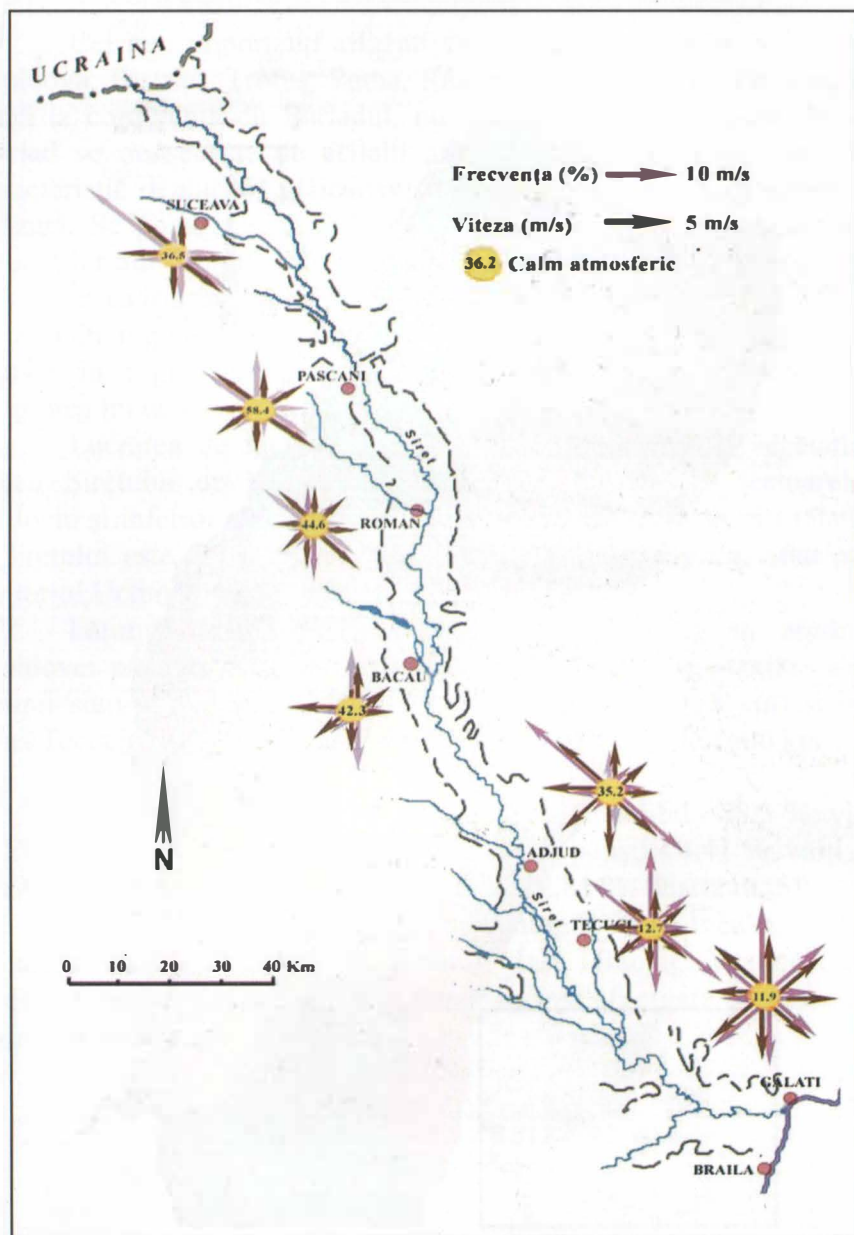 UCRAINA
Frecvența (%) 10 m/s
SUCEAVA
Viteza (m/s) 5 m/s
36.5
36.2 Calm atmosferic
PASCANI
58.4
Siret
ROMAN
44.6
BACAU
42.3
35.2
N
ADJUD
Siret
TECUCI
12.7
0 10 20 30 40 Km
11.9
GALATI
BRAILA